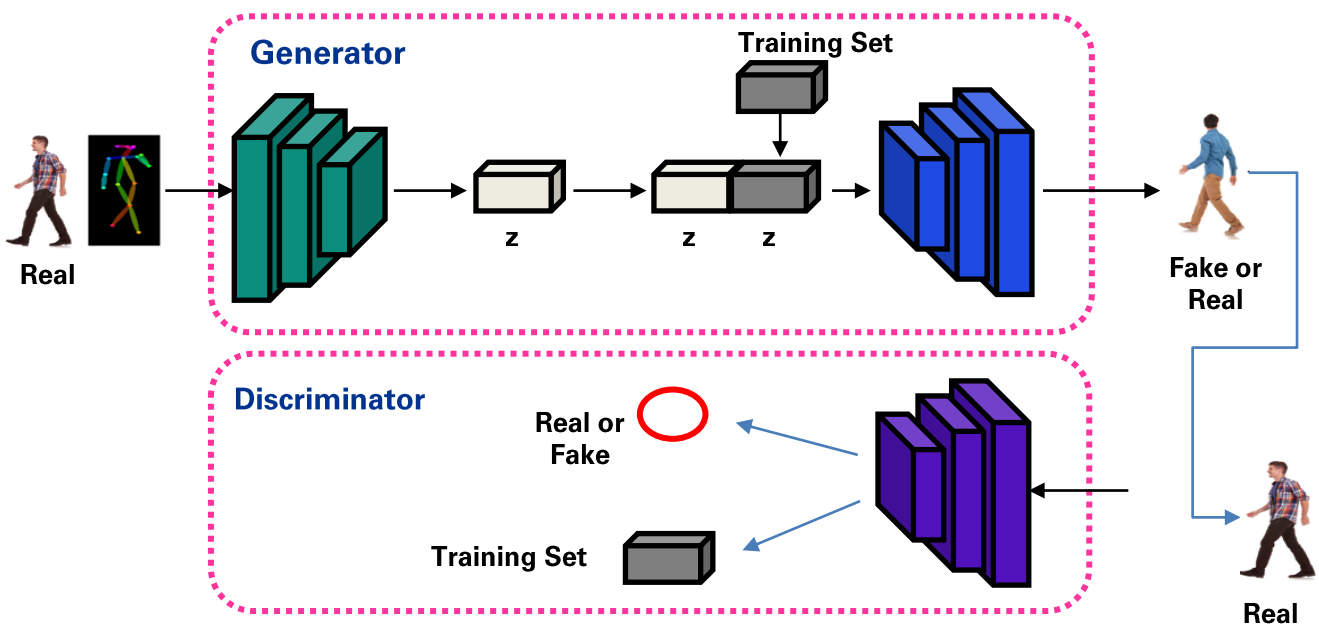 Generator
Training Set
z
z
z
Real
Fake or
Real
Discriminator
Real or
Fake
Training Set
Real